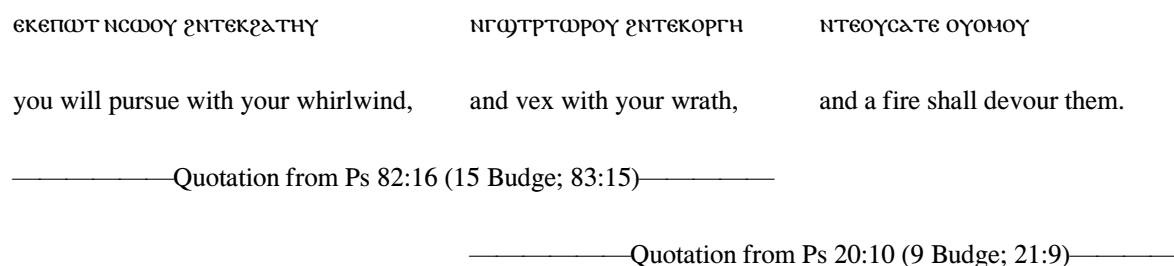 ⲉⲕⲉⲡⲱⲧ ⲛⲥⲱⲟⲩ ϩⲛⲧⲉⲕϩⲁⲧⲏⲩ ⲛⲅϣⲧⲣⲧⲱⲣⲟⲩ ϩⲛⲧⲉⲕⲟⲣⲅⲏ ⲛⲧⲉⲟⲩⲥⲁⲧⲉ ⲟⲩⲟⲙⲟⲩ
you will pursue with your whirlwind, and vex with your wrath, and a fire shall devour them.
——————Quotation from Ps 82:16 (15 Budge; 83:15)—————
——————Quotation from Ps 20:10 (9 Budge; 21:9)————